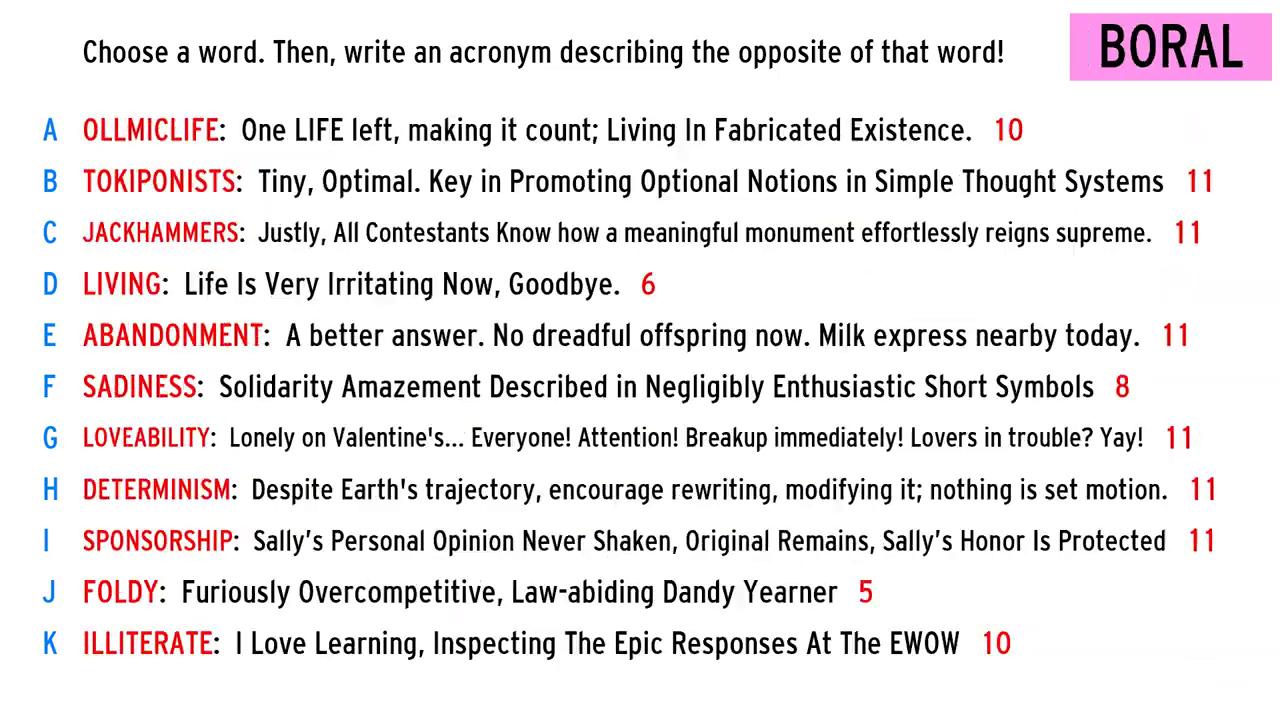 Choose a word. Then, write an acronym describing the opposite of that word!
BORAL
A OLLMICLIFE: One LIFE left, making it count; Living In Fabricated Existence. 10
B TOKIPONISTS: Tiny, Optimal. Key in Promoting Optional Notions in Simple Thought Systems 11
C JACKHAMMERS: Justly, All Contestants Know how a meaningful monument effortlessly reigns supreme. 11
D LIVING: Life Is Very Irritating Now, Goodbye. 6
E ABANDONMENT: A better answer. No dreadful offspring now. Milk express nearby today. 11
F SADINESS: Solidarity Amazement Described in Negligibly Enthusiastic Short Symbols 8
G LOVEABILITY: Lonely on Valentine's... Everyone! Attention! Breakup immediately! Lovers in trouble? Yay! 11
H DETERMINISM: Despite Earth's trajectory, encourage rewriting, modifying it; nothing is set motion. 11
I SPONSORSHIP: Sally’s Personal Opinion Never Shaken, Original Remains, Sally’s Honor Is Protected 11
J FOLDY: Furiously Overcompetitive, Law-abiding Dandy Yearner 5
K ILLITERATE: I Love Learning, Inspecting The Epic Responses At The EWOW 10